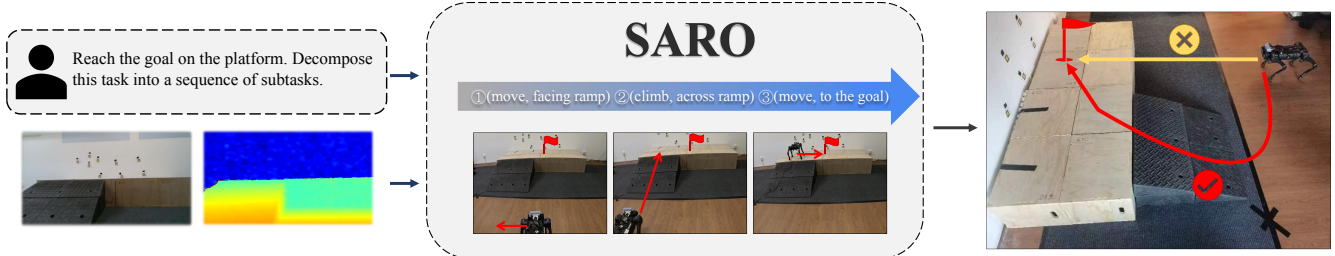 Reach the goal on the platform. Decompose
this task into a sequence of subtasks.
SARO
①(move, facing ramp) ②(climb, across ramp) ③(move, to the goal)